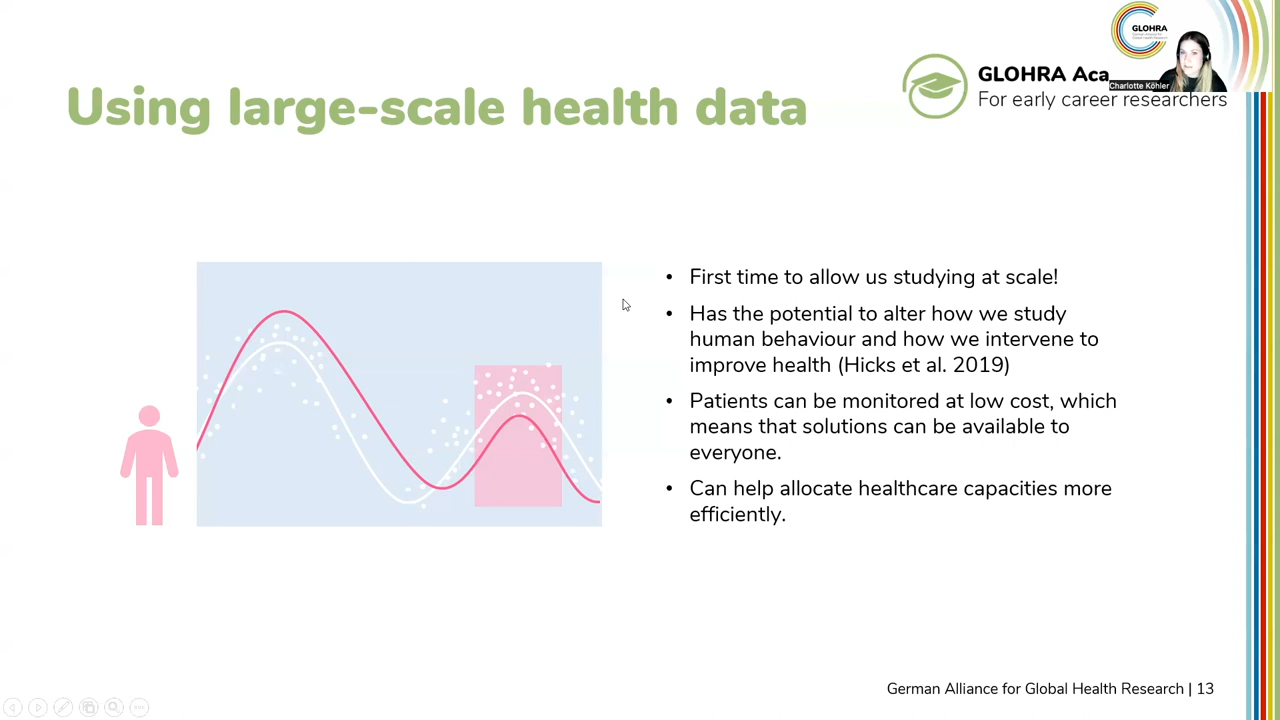 Using large-scale health data
GLOHRA
GLOHRA Aca
Charlotte Köhler
For early career researchers
• First time to allow us studying at scale!
• Has the potential to alter how we study
human behaviour and how we intervene to
improve health (Hicks et al. 2019)
• Patients can be monitored at low cost, which
means that solutions can be available to
everyone.
• Can help allocate healthcare capacities more
efficiently.
German Alliance for Global Health Research | 13